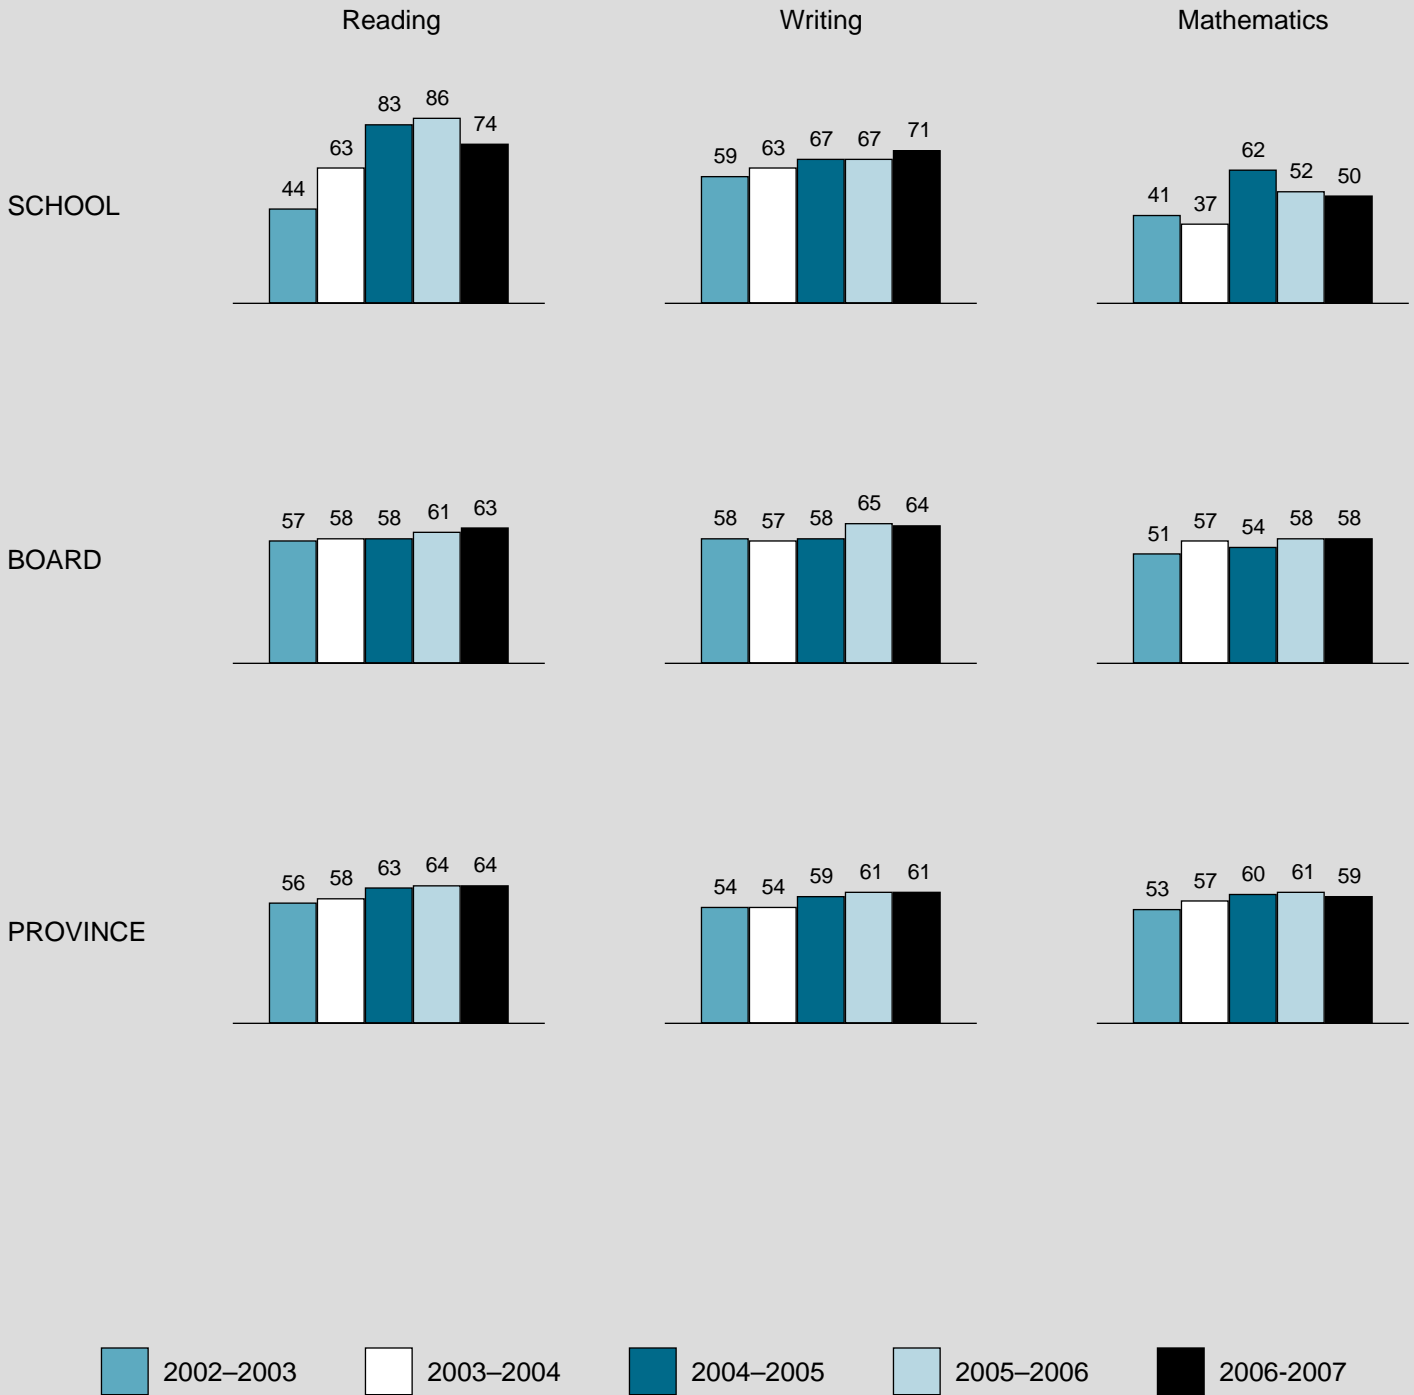 Reading Writing Mathematics
SCHOOL
44 63 83 86 74
59 63 67 67 71
41 37 62 52 50
BOARD
57 58 58 61 63
58 57 58 65 64
51 57 54 58 58
PROVINCE
56 58 63 64 64
54 54 59 61 61
53 57 60 61 59
2002–2003 2003–2004 2004–2005 2005–2006 2006-2007